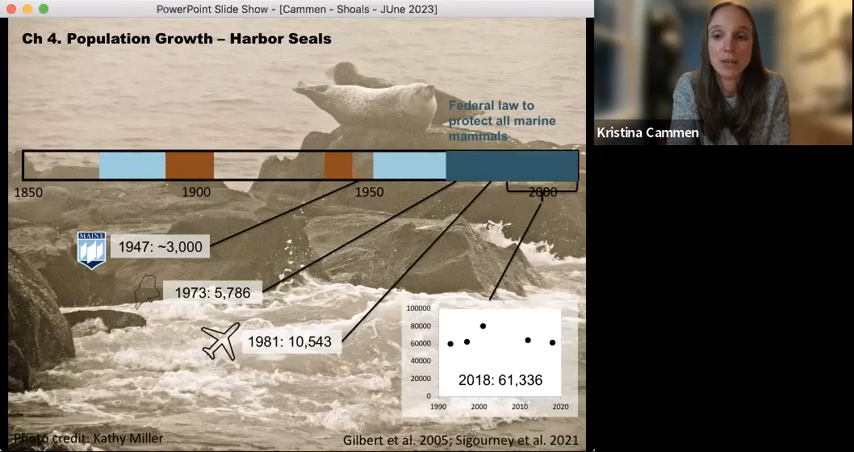 PowerPoint Slide Show - [Cammen - Shoals - JUne 2023]
Ch 4. Population Growth – Harbor Seals
Federal law to
protect all marine
mammals
1850
1900
1950
2000
MAINE
1947: ~3,000
1973: 5,786
1981: 10,543
100000
80000
60000
40000
20000
0
2018: 61,336
1990
2000
2010
2020
Photo credit: Kathy Miller
Gilbert et al. 2005; Sigourney et al. 2021
Kristina Cammen